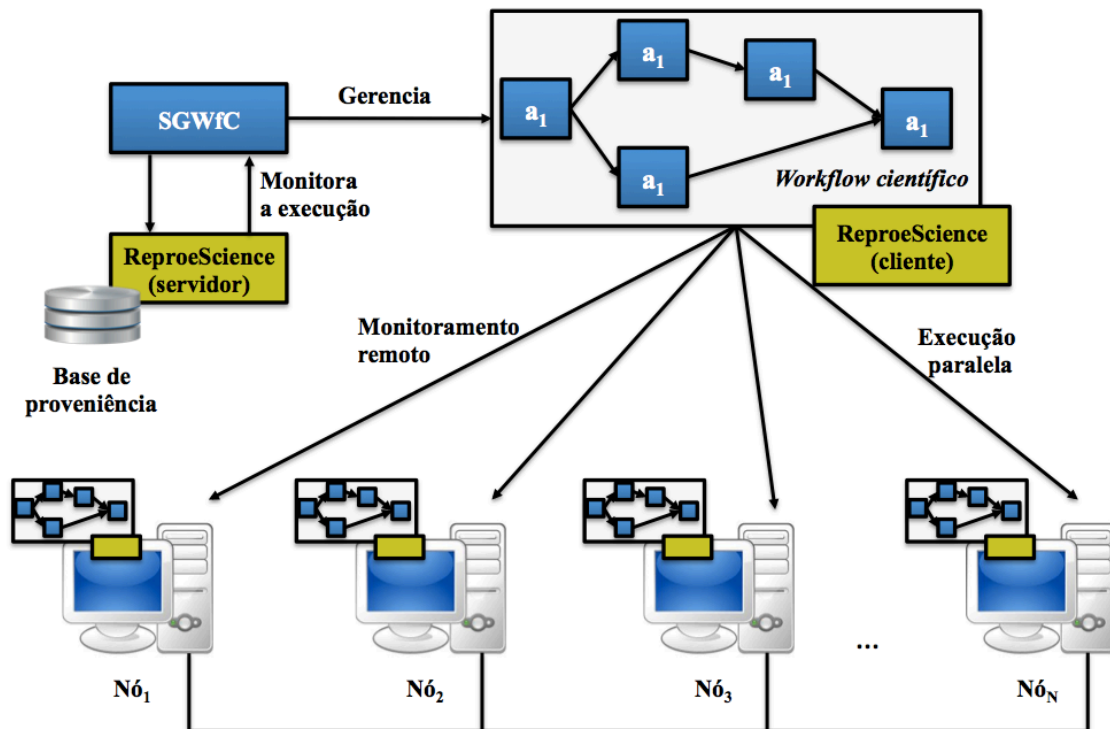 a1
a1
a1
a1
a1
Workflow científico
Gerencia
SGWfC
Monitora
a execução
ReproeScience
(servidor)
ReproeScience
(cliente)
Base de
proveniência
Monitoramento
remoto
Execução
paralela
...
Nó1
Nó2
Nó3
NóN